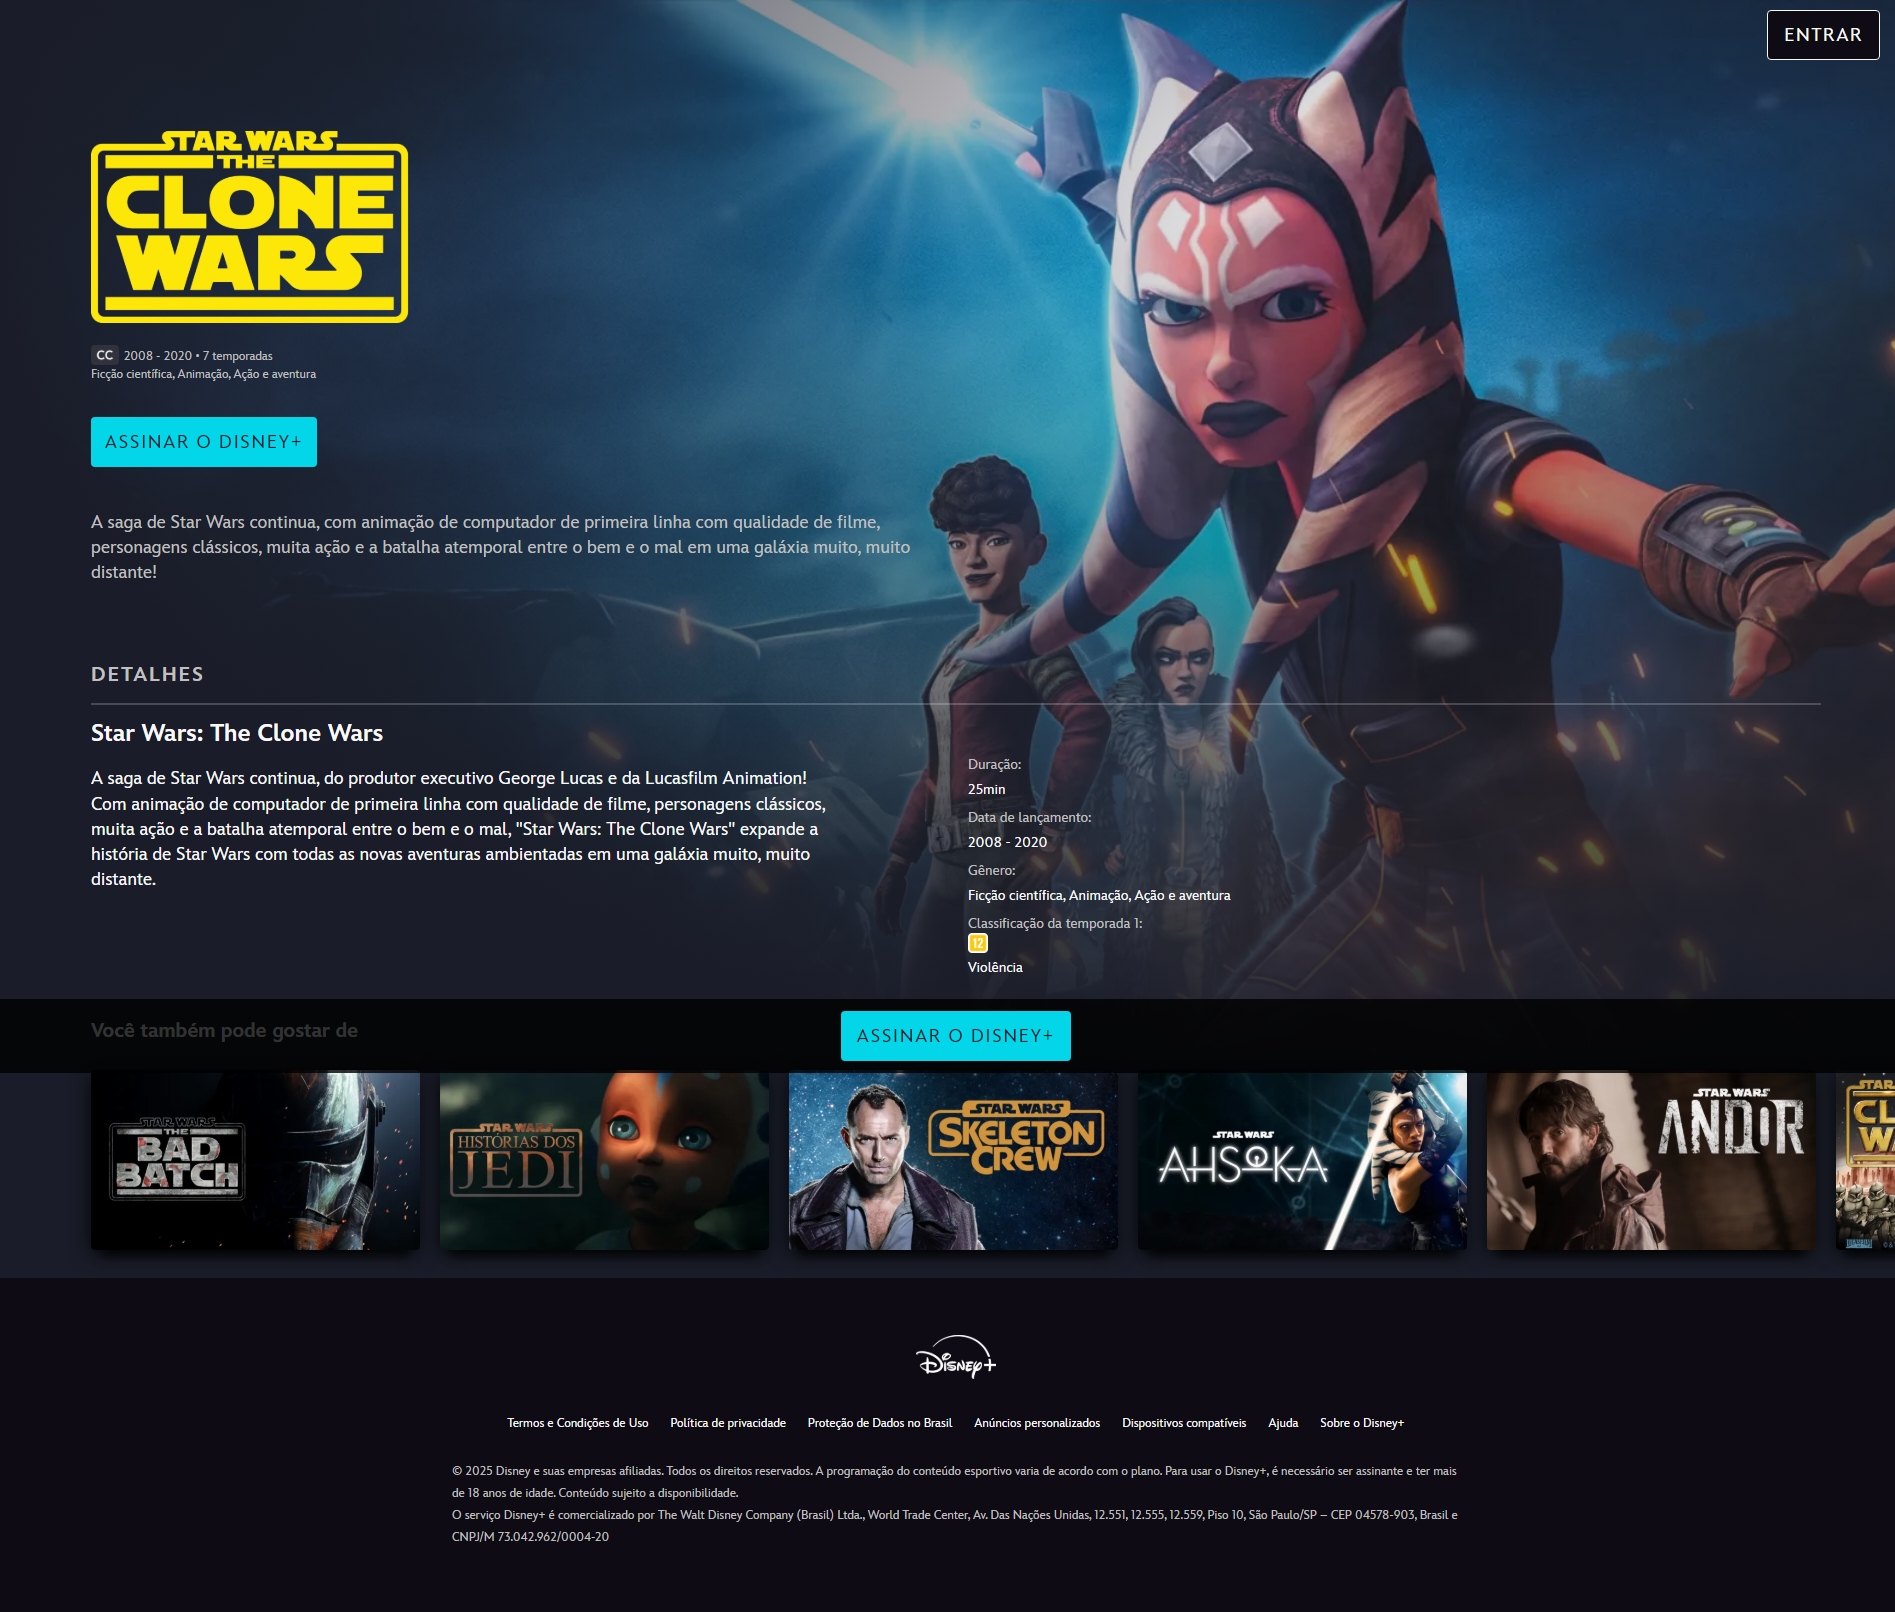 ENTRAR
STAR WARS
THE
CLONE
WARS
CC 2008 - 2020 • 7 temporadas
Ficção científica, Animação, Ação e aventura
ASSINAR O DISNEY+
A saga de Star Wars continua, com animação de computador de primeira linha com qualidade de filme,
personagens clássicos, muita ação e a batalha atemporal entre o bem e o mal em uma galáxia muito, muito
distante!
DETALHES
Star Wars: The Clone Wars
A saga de Star Wars continua, do produtor executivo George Lucas e da Lucasfilm Animation!
Com animação de computador de primeira linha com qualidade de filme, personagens clássicos,
muita ação e a batalha atemporal entre o bem e o mal, "Star Wars: The Clone Wars" expande a
história de Star Wars com todas as novas aventuras ambientadas em uma galáxia muito, muito
distante.
Duração:
25min
Data de lançamento:
2008 - 2020
Gênero:
Ficção científica, Animação, Ação e aventura
Classificação da temporada 1:
12
Violência
Você também pode gostar de
ASSINAR O DISNEY+
STAR WARS
THE
BAD
BATCH
STAR WARS
HISTÓRIAS DOS
JEDI
STAR WARS
SKELETON
CREW
STAR WARS
AHSOKA
STAR WARS
ANDOR
Disney+
Termos e Condições de Uso Política de privacidade Proteção de Dados no Brasil Anúncios personalizados Dispositivos compatíveis Ajuda Sobre o Disney+
© 2025 Disney e suas empresas afiliadas. Todos os direitos reservados. A programação do conteúdo esportivo varia de acordo com o plano. Para usar o Disney+, é necessário ser assinante e ter mais
de 18 anos de idade. Conteúdo sujeito a disponibilidade.
O serviço Disney+ é comercializado por The Walt Disney Company (Brasil) Ltda., World Trade Center, Av. Das Nações Unidas, 12.551, 12.555, 12.559, Piso 10, São Paulo/SP – CEP 04578-903, Brasil e
CNPJ/M 73.042.962/0004-20